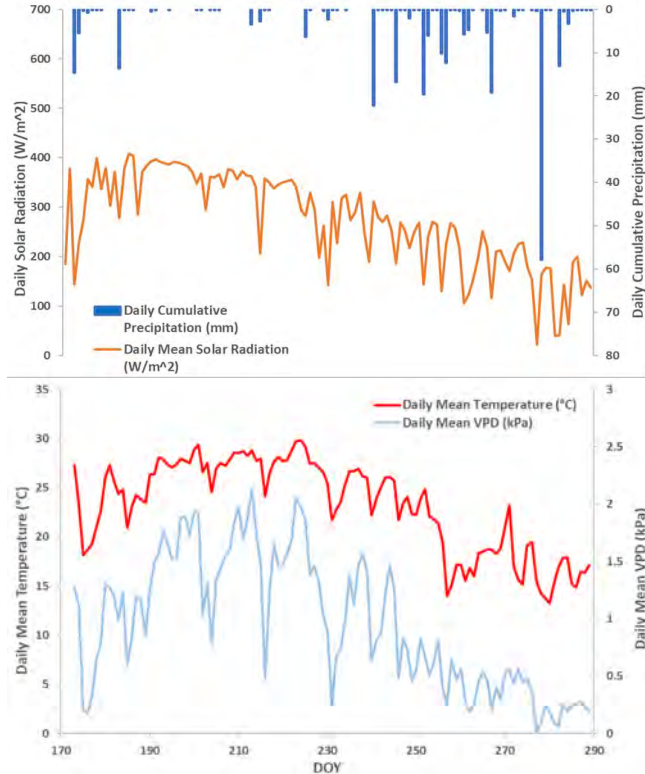 700
600
500
400
300
200
100
0
Daily Solar Radiation
(W/m^2)
0
10
20
30
40
50
60
70
80
Daily Cumulative Precipitation (mm)
Daily Cumulative
Precipitation (mm)
Daily Mean Solar Radiation
(W/m^2)
35
30
25
20
15
10
5
0
Daily Mean Temperature (°C)
Daily Mean Temperature (°C)
Daily Mean VPD (kPa)
3
2.5
2
1.5
1
0.5
0
Daily Mean VPD (kPa)
170 190 210 230 250 270 290
DOY